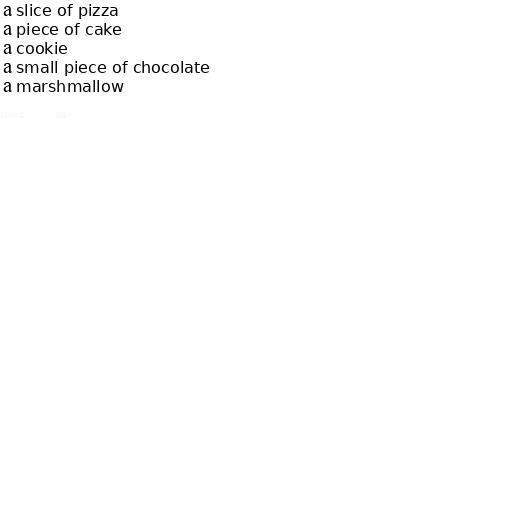 a slice of pizza
a piece of cake
a cookie
a small piece of chocolate
a marshmallow